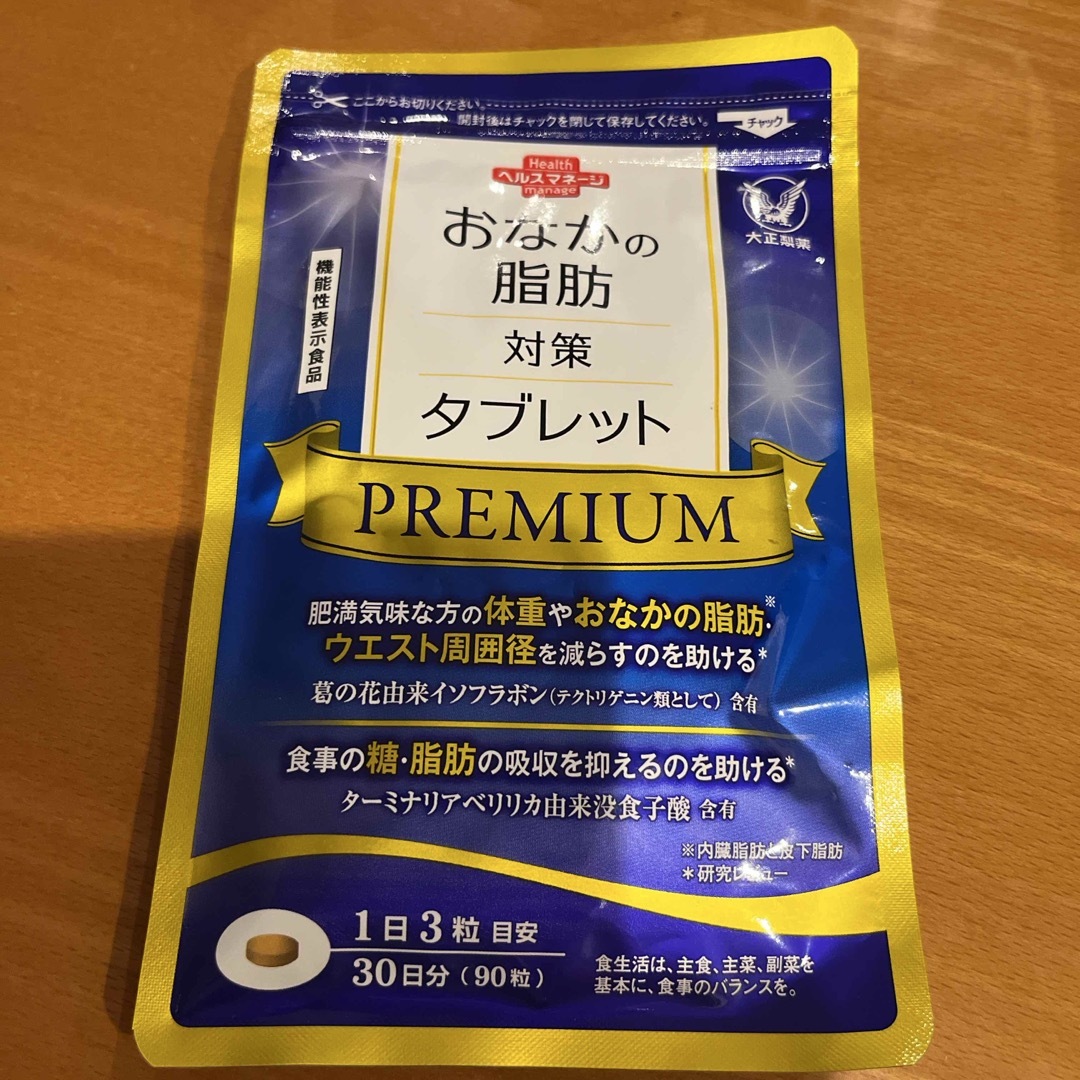 ここからお切りください。
開封後はチャックを閉じて保存してください。
チャック
Health
ヘルスマネージ
manage
大正製薬
機能性表示食品
おなかの
脂肪
対策
タブレット
PREMIUM
肥満気味な方の体重やおなかの脂肪※・
ウエスト周囲径を減らすのを助ける*
葛の花由来イソフラボン(テクトリゲニン類として) 含有
食事の糖・脂肪の吸収を抑えるのを助ける*
ターミナリアベリリカ由来没食子酸 含有
※内臓脂肪と皮下脂肪
*研究レビュー
1日3粒 目安
30日分(90粒)
食生活は、主食、主菜、副菜を
基本に、食事のバランスを。